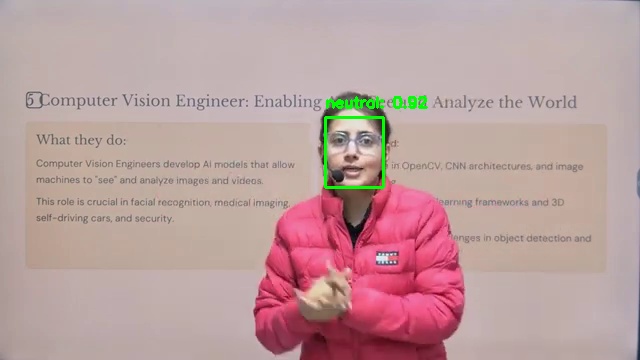 5 Computer Vision Engineer: Enabling Analyze the World
neutral: 0.92
What they do:
Computer Vision Engineers develop AI models that allow
machines to "see" and analyze images and videos.
This role is crucial in facial recognition, medical imaging,
self-driving cars, and security.
in OpenCV, CNN architectures, and image
learning frameworks and 3D
in object detection and
TOMMY
JEANS